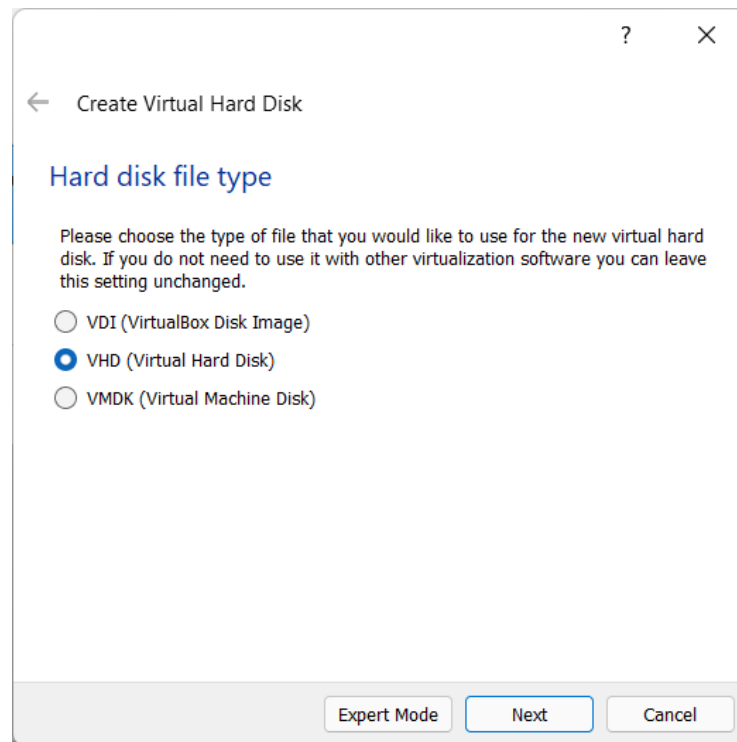 ?
Create Virtual Hard Disk
Hard disk file type
Please choose the type of file that you would like to use for the new virtual hard
disk. If you do not need to use it with other virtualization software you can leave
this setting unchanged.
VDI (VirtualBox Disk Image)
VHD (Virtual Hard Disk)
VMDK (Virtual Machine Disk)
Expert Mode Next Cancel